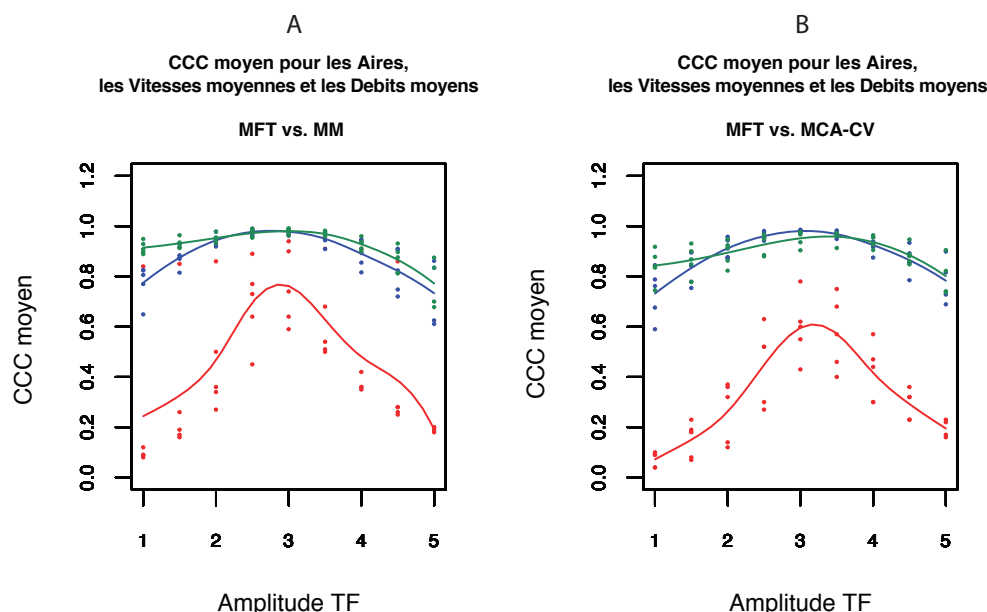 A
CCC moyen pour les Aires,
les Vitesses moyennes et les Debits moyens
MFT vs. MM
CCC moyen
0.0 0.2 0.4 0.6 0.8 1.0 1.2
1 2 3 4 5
Amplitude TF
B
CCC moyen pour les Aires,
les Vitesses moyennes et les Debits moyens
MFT vs. MCA-CV
CCC moyen
0.0 0.2 0.4 0.6 0.8 1.0 1.2
1 2 3 4 5
Amplitude TF